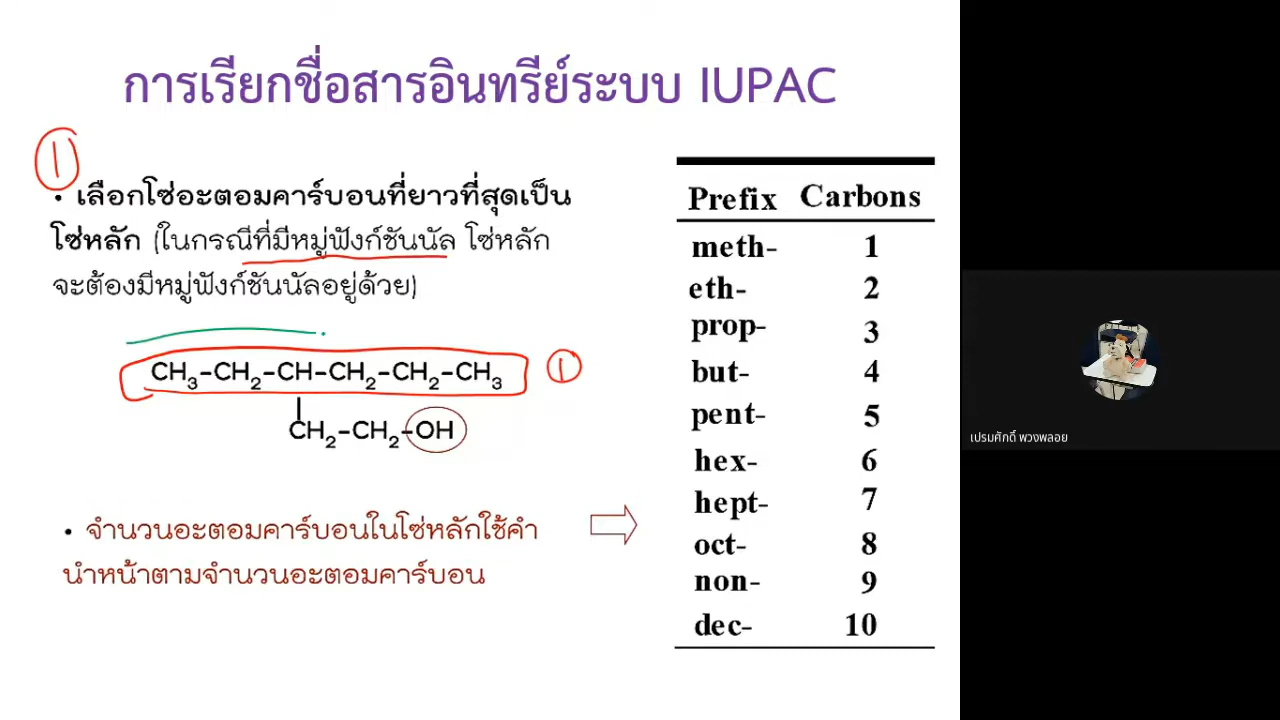 การเรียกชื่อสารอินทรีย์ระบบ IUPAC
①
• เลือกโซ่อะตอมคาร์บอนที่ยาวที่สุดเป็น
โซ่หลัก (ในกรณีที่มีหมู่ฟังก์ชันนัล โซ่หลัก
จะต้องมีหมู่ฟังก์ชันนัลอยู่ด้วย)
CH₃-CH₂-CH-CH₂-CH₂-CH₃ ①
CH₂-CH₂-OH
• จำนวนอะตอมคาร์บอนในโซ่หลักใช้คำ
นำหน้าตามจำนวนอะตอมคาร์บอน
Prefix Carbons
meth- 1
eth- 2
prop- 3
but- 4
pent- 5
hex- 6
hept- 7
oct- 8
non- 9
dec- 10
เปรมศักดิ์ พวงพลอย